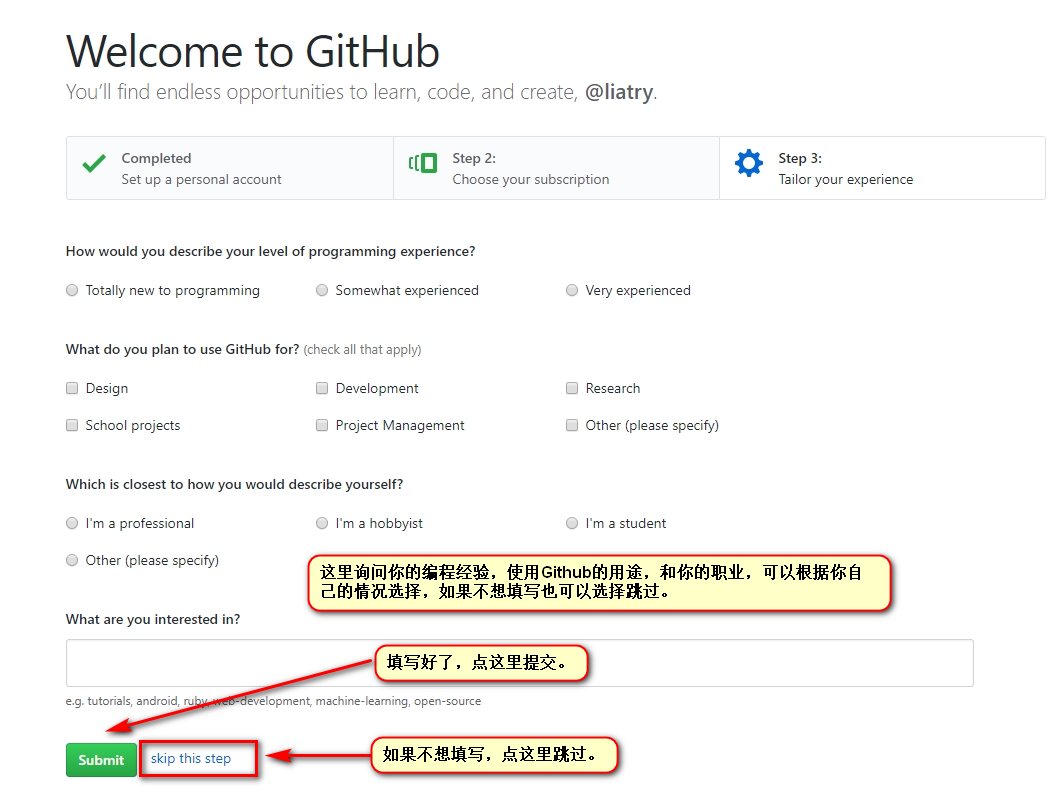 Welcome to GitHub
You'll find endless opportunities to learn, code, and create, @liatry.
Completed
Set up a personal account
Step 2:
Choose your subscription
Step 3:
Tailor your experience
How would you describe your level of programming experience?
Totally new to programming
Somewhat experienced
Very experienced
What do you plan to use GitHub for? (check all that apply)
Design
Development
Research
School projects
Project Management
Other (please specify)
Which is closest to how you would describe yourself?
I'm a professional
I'm a hobbyist
I'm a student
Other (please specify)
这里询问你的编程经验，使用Github的用途，和你的职业，可以根据你自
己的情况选择，如果不想填写也可以选择跳过。
What are you interested in?
填写好了，点这里提交。
e.g. tutorials, android, ruby, web-development, machine-learning, open-source
Submit
skip this step
如果不想填写，点这里跳过。